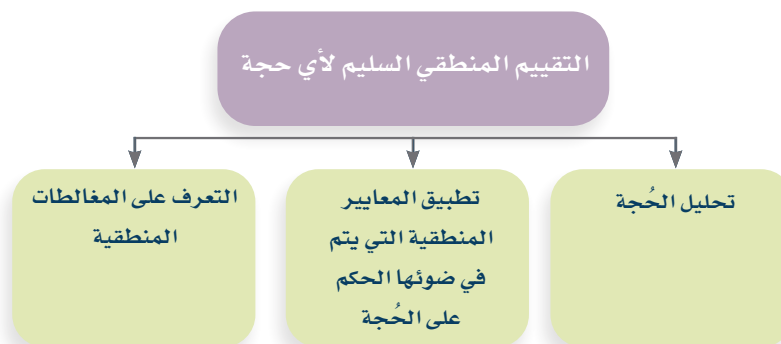 التقييم المنطقي السليم لأي حجة
تحليل الحُجة
تطبيق المعايير
المنطقية التي يتم
في ضوئها الحكم
على الحُجة
التعرف على المغالطات
المنطقية